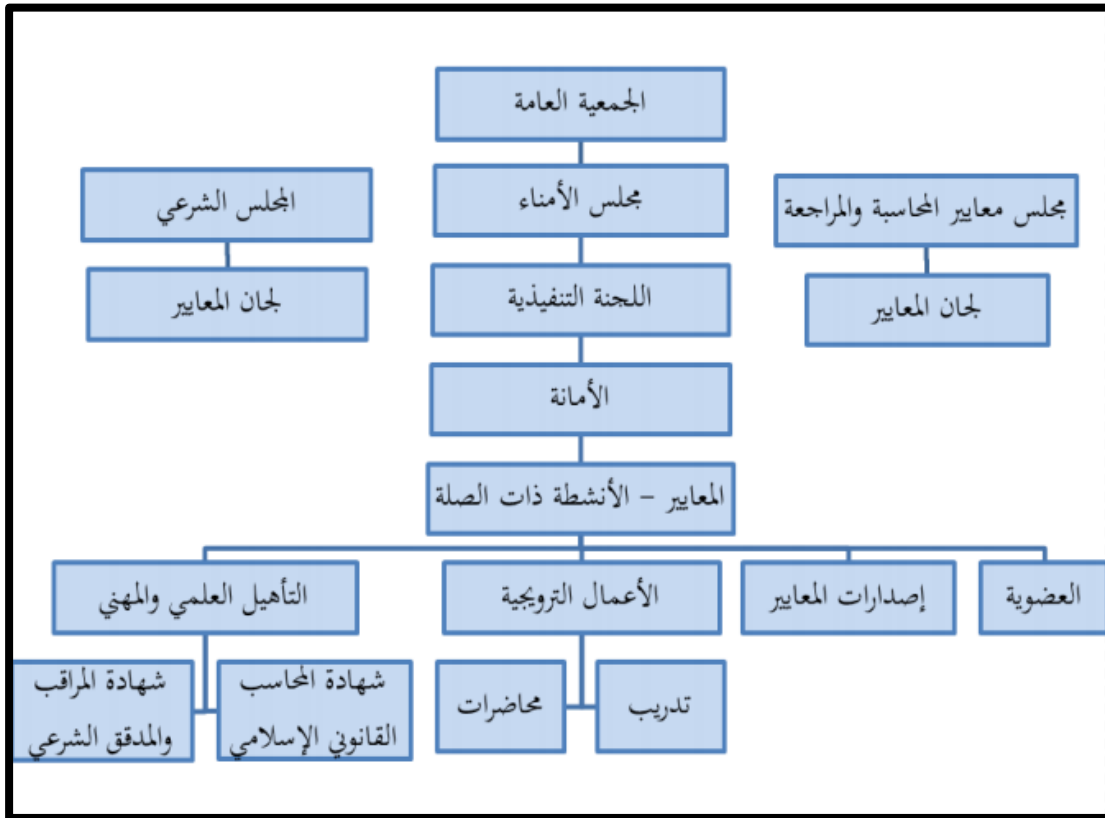 الجمعية العامة
مجلس معايير المحاسبة والمراجعة
مجلس الأمناء
المجلس الشرعي
لجان المعايير
اللجنة التنفيذية
لجان المعايير
الأمانة
المعايير – الأنشطة ذات الصلة
العضوية
إصدارات المعايير
الأعمال الترويجية
التأهيل العلمي والمهني
تدريب
محاضرات
شهادة المحاسب
القانوني الإسلامي
شهادة المراقب
والمدقق الشرعي